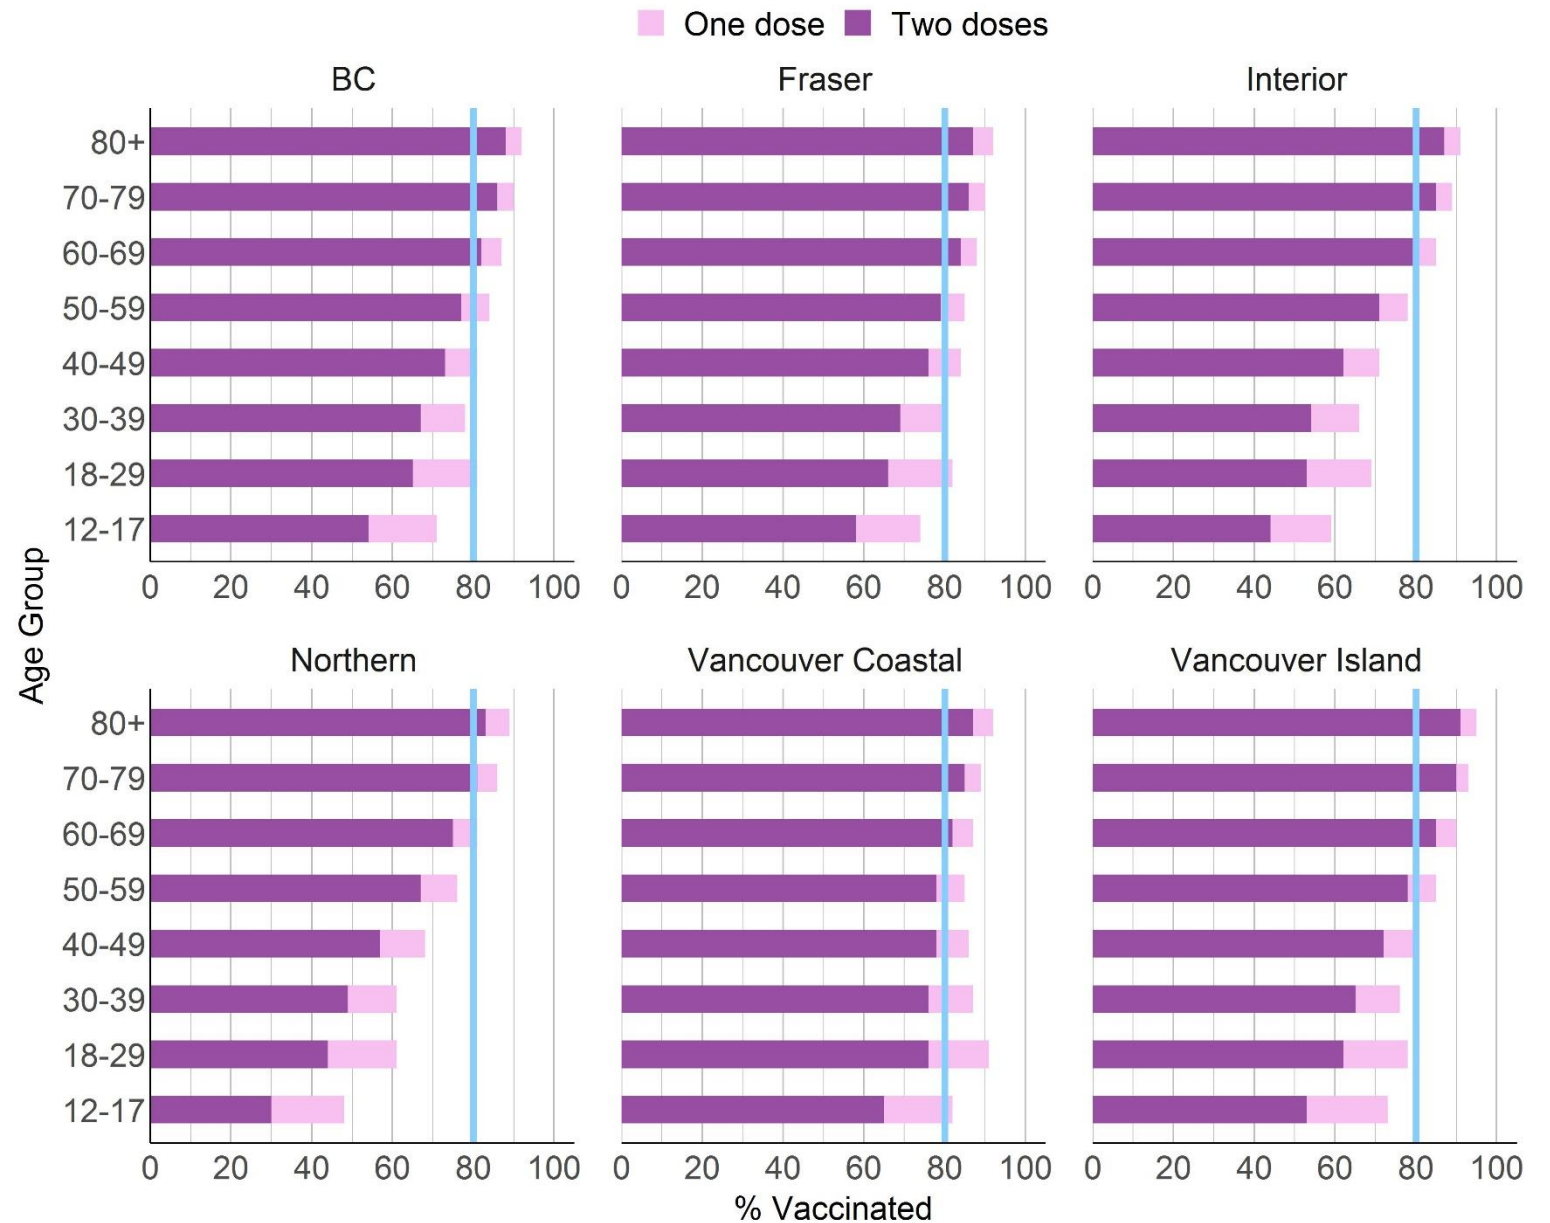 One dose Two doses
BC Fraser Interior
80+
70-79
60-69
50-59
40-49
30-39
18-29
12-17
0 20 40 60 80 100 0 20 40 60 80 100 0 20 40 60 80 100
Age Group
Northern Vancouver Coastal Vancouver Island
80+
70-79
60-69
50-59
40-49
30-39
18-29
12-17
0 20 40 60 80 100 0 20 40 60 80 100 0 20 40 60 80 100
% Vaccinated